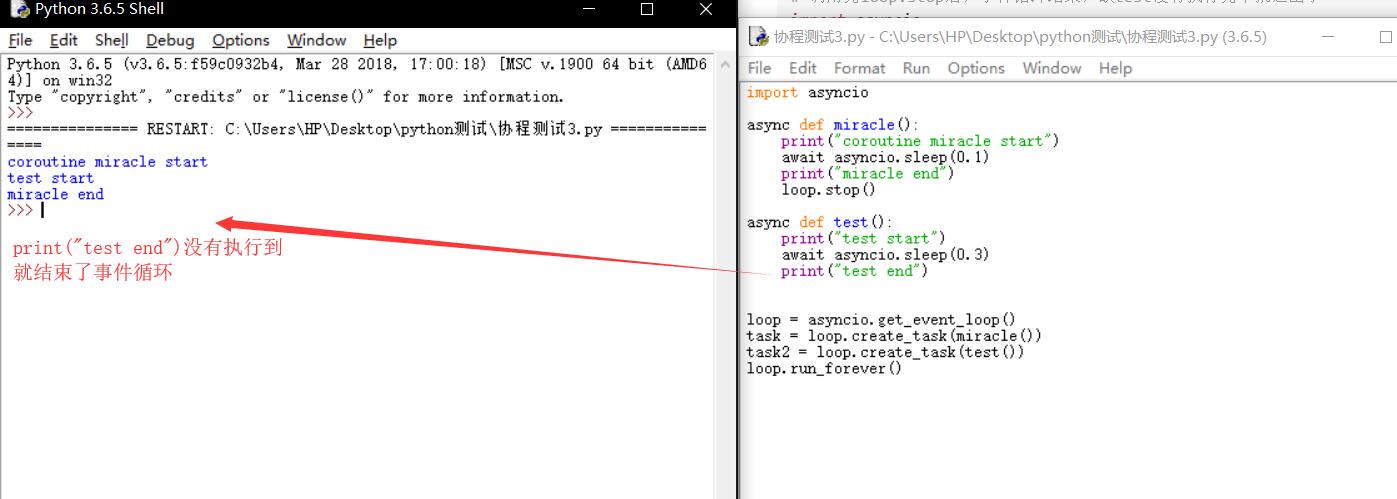 Python 3.6.5 Shell
File Edit Shell Debug Options Window Help
Python 3.6.5 (v3.6.5:f59c0932b4, Mar 28 2018, 17:00:18) [MSC v.1900 64 bit (AMD6
4)] on win32
Type "copyright", "credits" or "license()" for more information.
>>>
=============== RESTART: C:\Users\HP\Desktop\python测试\协程测试3.py ============
====
coroutine miracle start
test start
miracle end
>>>
print("test end")没有执行到
就结束了事件循环
import asyncio
协程测试3.py - C:\Users\HP\Desktop\python测试\协程测试3.py (3.6.5)
File Edit Format Run Options Window Help
import asyncio
async def miracle():
    print("coroutine miracle start")
    await asyncio.sleep(0.1)
    print("miracle end")
    loop.stop()
async def test():
    print("test start")
    await asyncio.sleep(0.3)
    print("test end")
loop = asyncio.get_event_loop()
task = loop.create_task(miracle())
task2 = loop.create_task(test())
loop.run_forever()